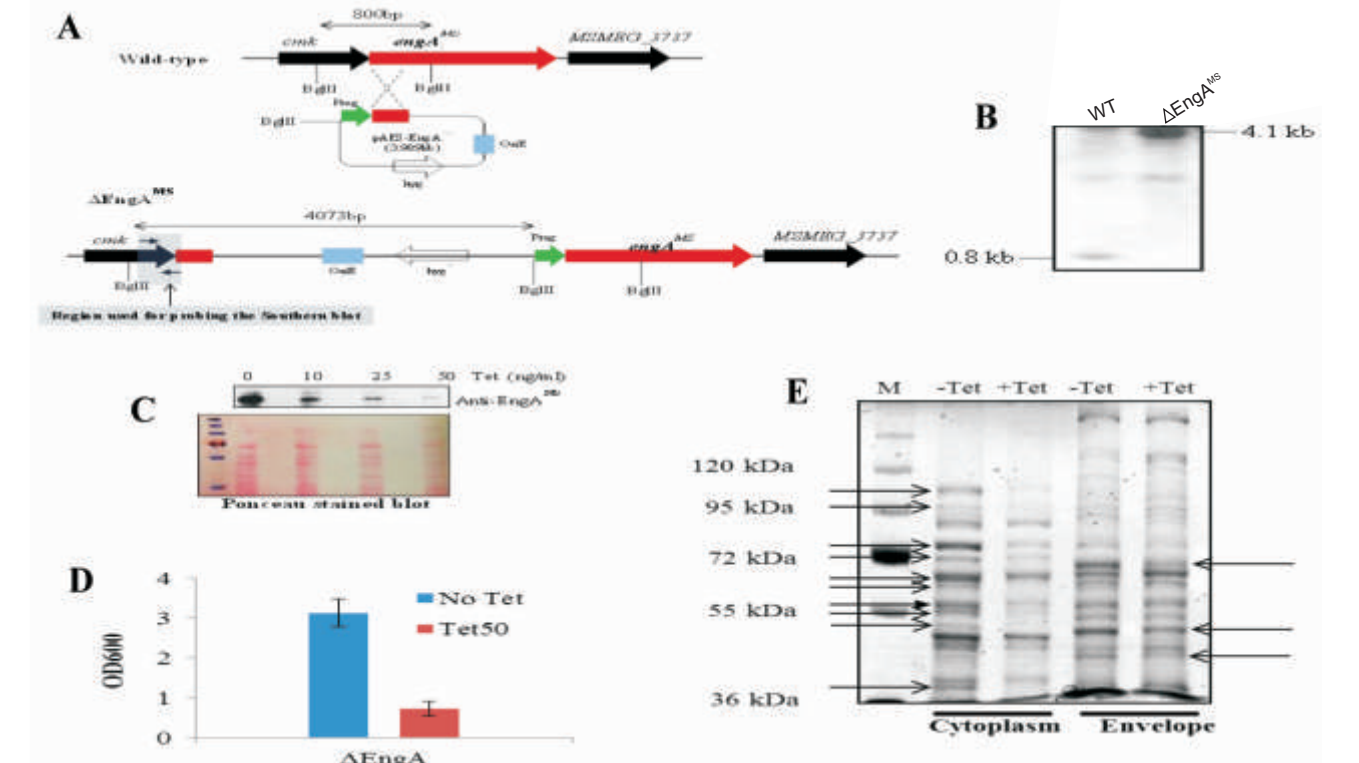 A
800bp
cmk
engA MS
MSMEG_3737
Wild-type
BglII
BglII
BglII
pAES-EngA
OriE
hyg
ΔEngA MS
4073bp
cmk
engA MS
MSMEG_3737
OriE
hyg
BglII
BglII
BglII
Region used for probing the Southern blot
B
WT
ΔEngA MS
4.1 kb
0.8 kb
C
0 10 25 50 Tet (ng/ml)
Anti-EngA MS
Ponceau stained blot
D
OD600
4
3
2
1
0
No Tet
Tet50
ΔEngA
E
M -Tet +Tet -Tet +Tet
120 kDa
95 kDa
72 kDa
55 kDa
36 kDa
Cytoplasm Envelope